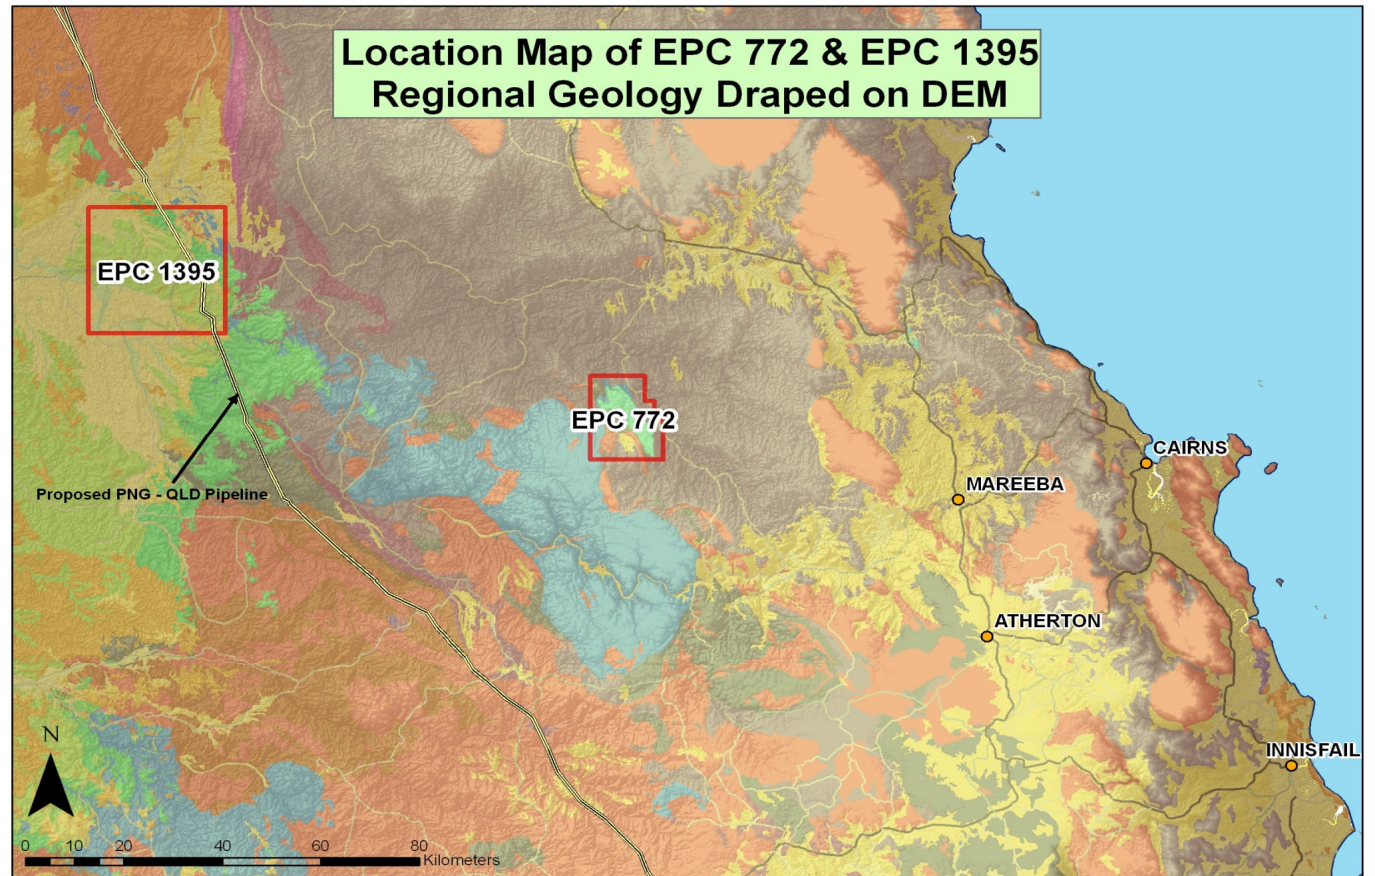 Location Map of EPC 772 & EPC 1395
Regional Geology Draped on DEM
EPC 1395
EPC 772
CAIRNS
MAREEBA
Proposed PNG - QLD Pipeline
ATHERTON
N
INNISFAIL
0 10 20 40 60 80
Kilometers